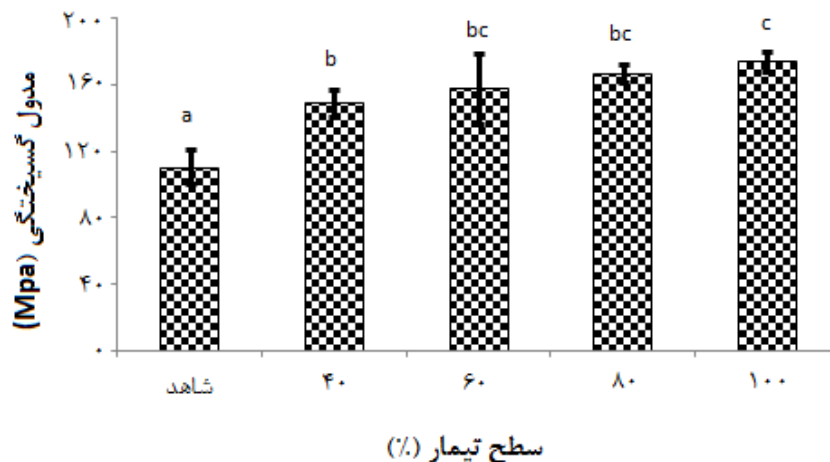 ۲۰۰
۱۶۰
۱۲۰
۸۰
۴۰
۰
مدول گسیختگی (Mpa)
a
b
bc
bc
c
شاهد
۴۰
۶۰
۸۰
۱۰۰
سطح تیمار (٪)